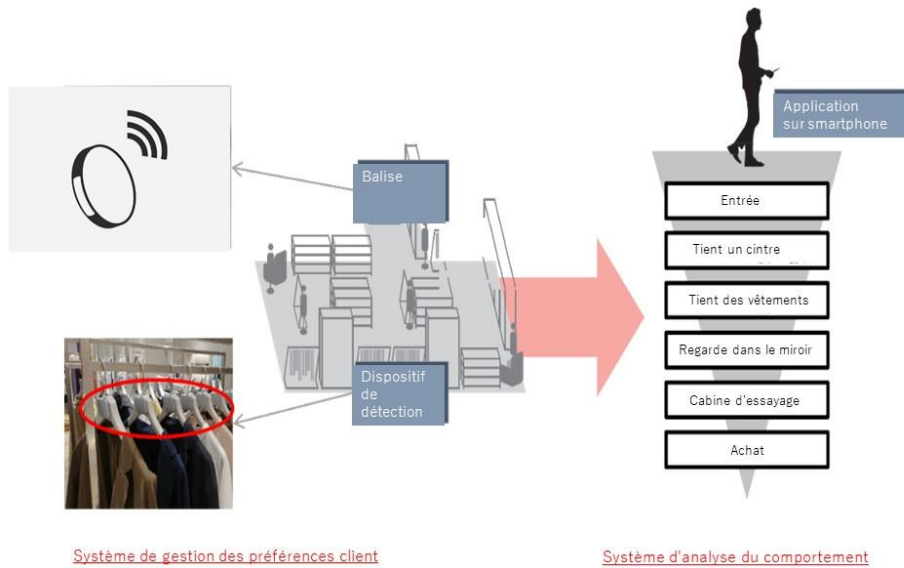 Application
sur smartphone
Balise
Entrée
Tient un cintre
Tient des vêtements
Regarde dans le miroir
Dispositif
de
détection
Cabine d'essayage
Achat
Système de gestion des préférences client
Système d'analyse du comportement